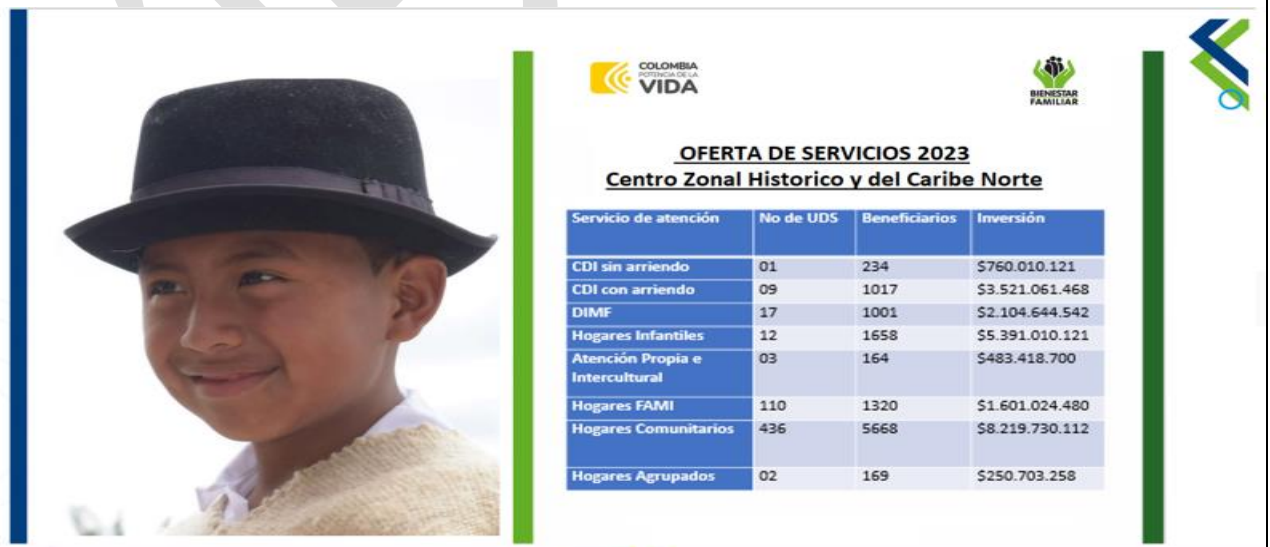 COLOMBIA
POTENCIA DE LA
VIDA
BIENESTAR
FAMILIAR
OFERTA DE SERVICIOS 2023
Centro Zonal Historico y del Caribe Norte
Servicio de atención No de UDS Beneficiarios Inversión
CDI sin arriendo 01 234 $760.010.121
CDI con arriendo 09 1017 $3.521.061.468
DIMF 17 1001 $2.104.644.542
Hogares Infantiles 12 1658 $5.391.010.121
Atención Propia e 03 164 $483.418.700
Intercultural
Hogares FAMI 110 1320 $1.601.024.480
Hogares Comunitarios 436 5668 $8.219.730.112
Hogares Agrupados 02 169 $250.703.258